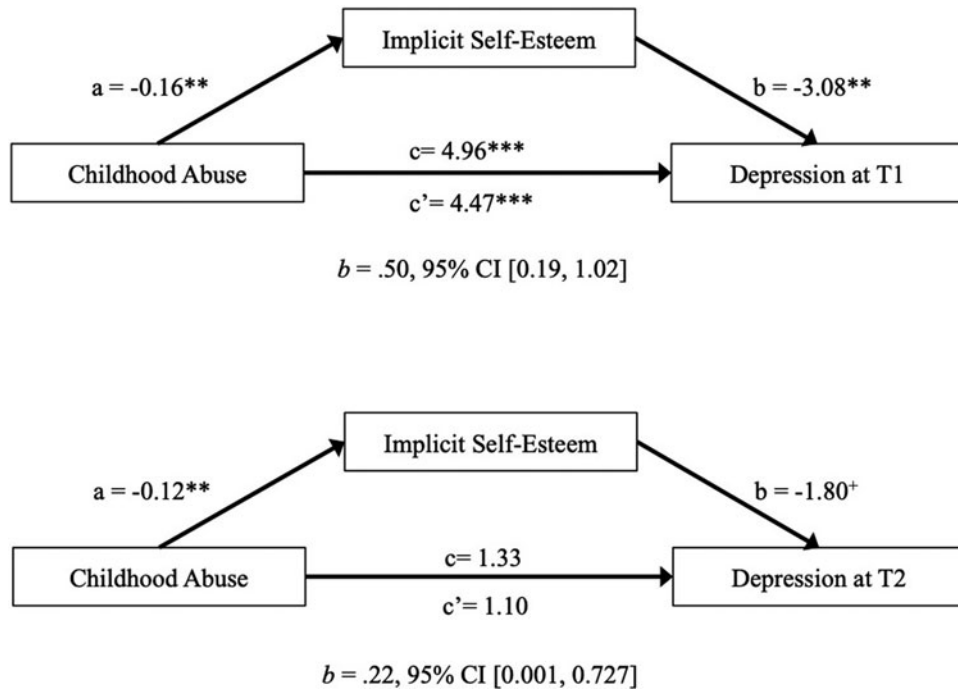 Implicit Self-Esteem
a = -0.16**
b = -3.08**
Childhood Abuse
c= 4.96***
c’= 4.47***
Depression at T1
b = .50, 95% CI [0.19, 1.02]
Implicit Self-Esteem
a = -0.12**
b = -1.80⁺
Childhood Abuse
c= 1.33
c’= 1.10
Depression at T2
b = .22, 95% CI [0.001, 0.727]